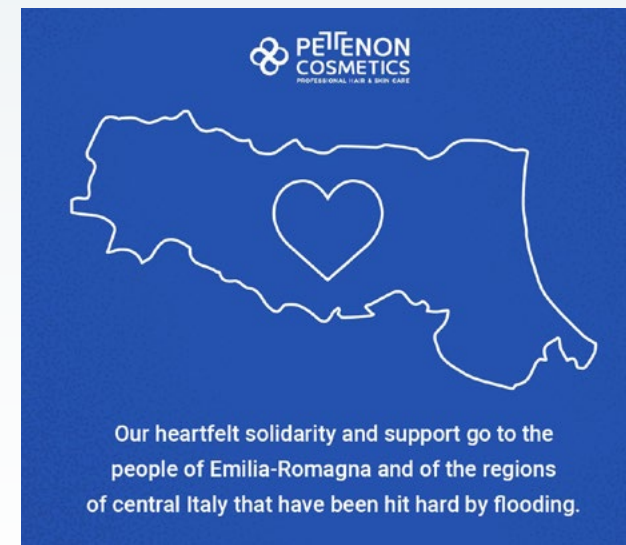 PETTENON
COSMETICS
PROFESSIONAL HAIR & SKIN CARE
Our heartfelt solidarity and support go to the
people of Emilia-Romagna and of the regions
of central Italy that have been hit hard by flooding.